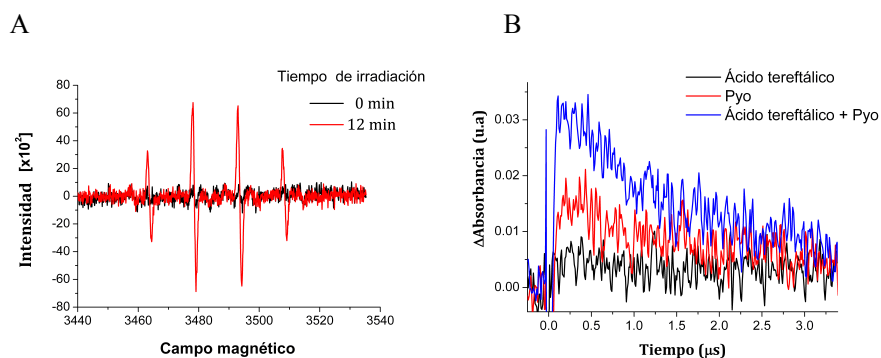 A
B
Tiempo de irradiación
0 min
12 min
80
60
40
20
0
-20
-40
-60
-80
3440
3460
3480
3500
3520
3540
Intensidad [x10²]
Campo magnético
Ácido tereftálico
Pyo
Ácido tereftálico + Pyo
0.03
0.02
0.01
0.00
0.0
0.5
1.0
1.5
2.0
2.5
3.0
ΔAbsorbancia (u.a)
Tiempo (μs)